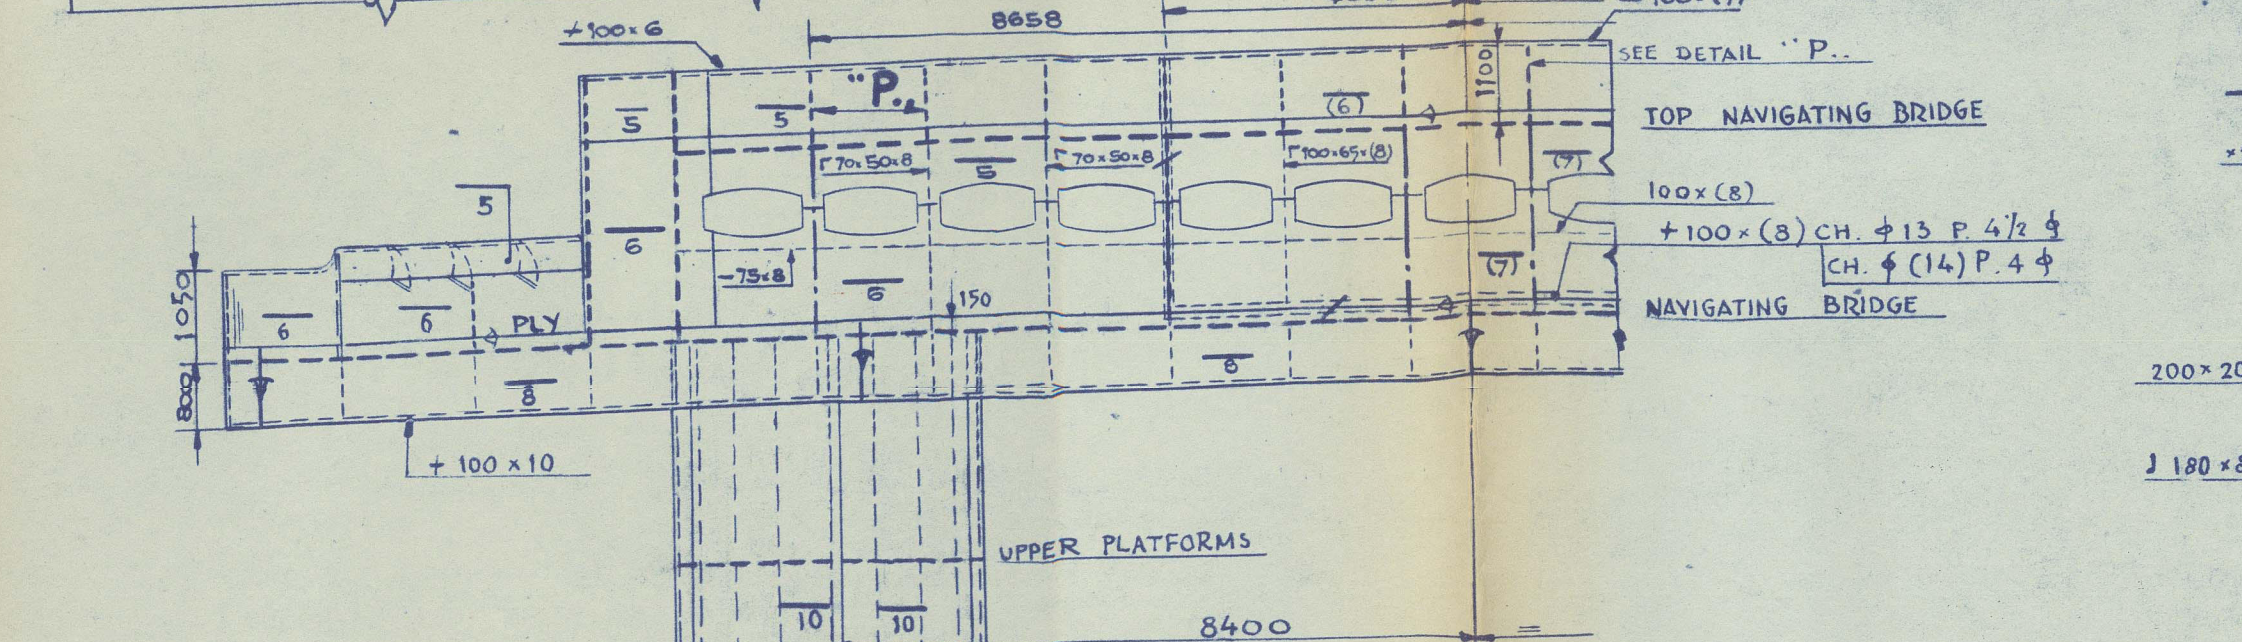 8658
+100×6
SEE DETAIL "P..
"P.„
1100
5
5
(6)
TOP NAVIGATING BRIDGE
Γ70×50×8
5
Γ70×50×8
Γ100×65×(8)
(7)
5
100×(8)
6
+100×(8) CH. ϕ13 P. 4½ ϕ
CH. ϕ (14) P. 4 ϕ
−75×8
6
(7)
150
1050
6
6
PLY
NAVIGATING BRIDGE
8
800
8
200×20
+ 100×10
180×8
UPPER PLATFORMS
10
10
8400
=